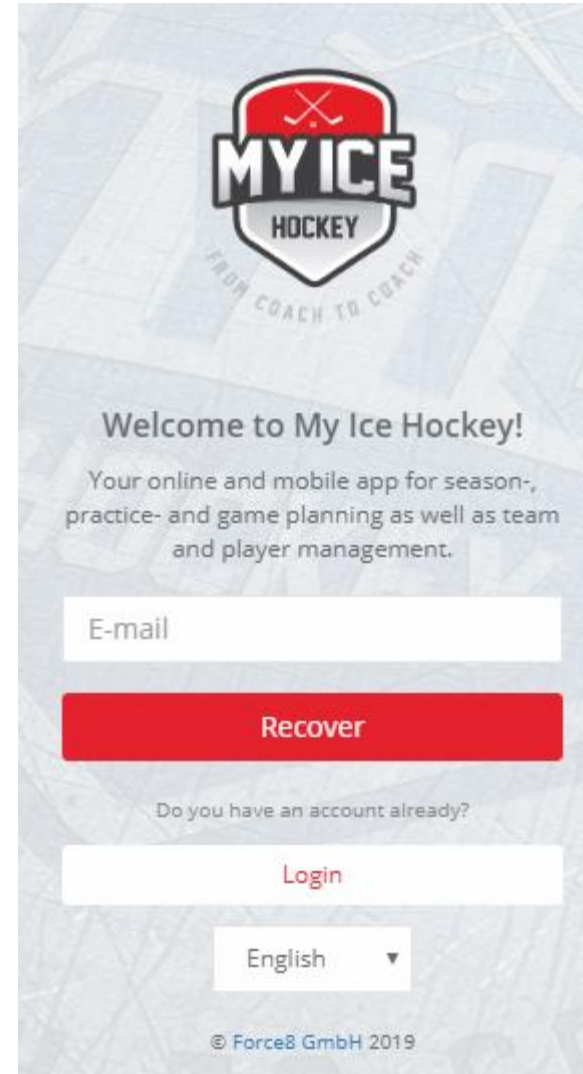 MY ICE
HOCKEY
FROM COACH TO COACH
Welcome to My Ice Hockey!
Your online and mobile app for season-,
practice- and game planning as well as team
and player management.
E-mail
Recover
Do you have an account already?
Login
English
© Force8 GmbH 2019